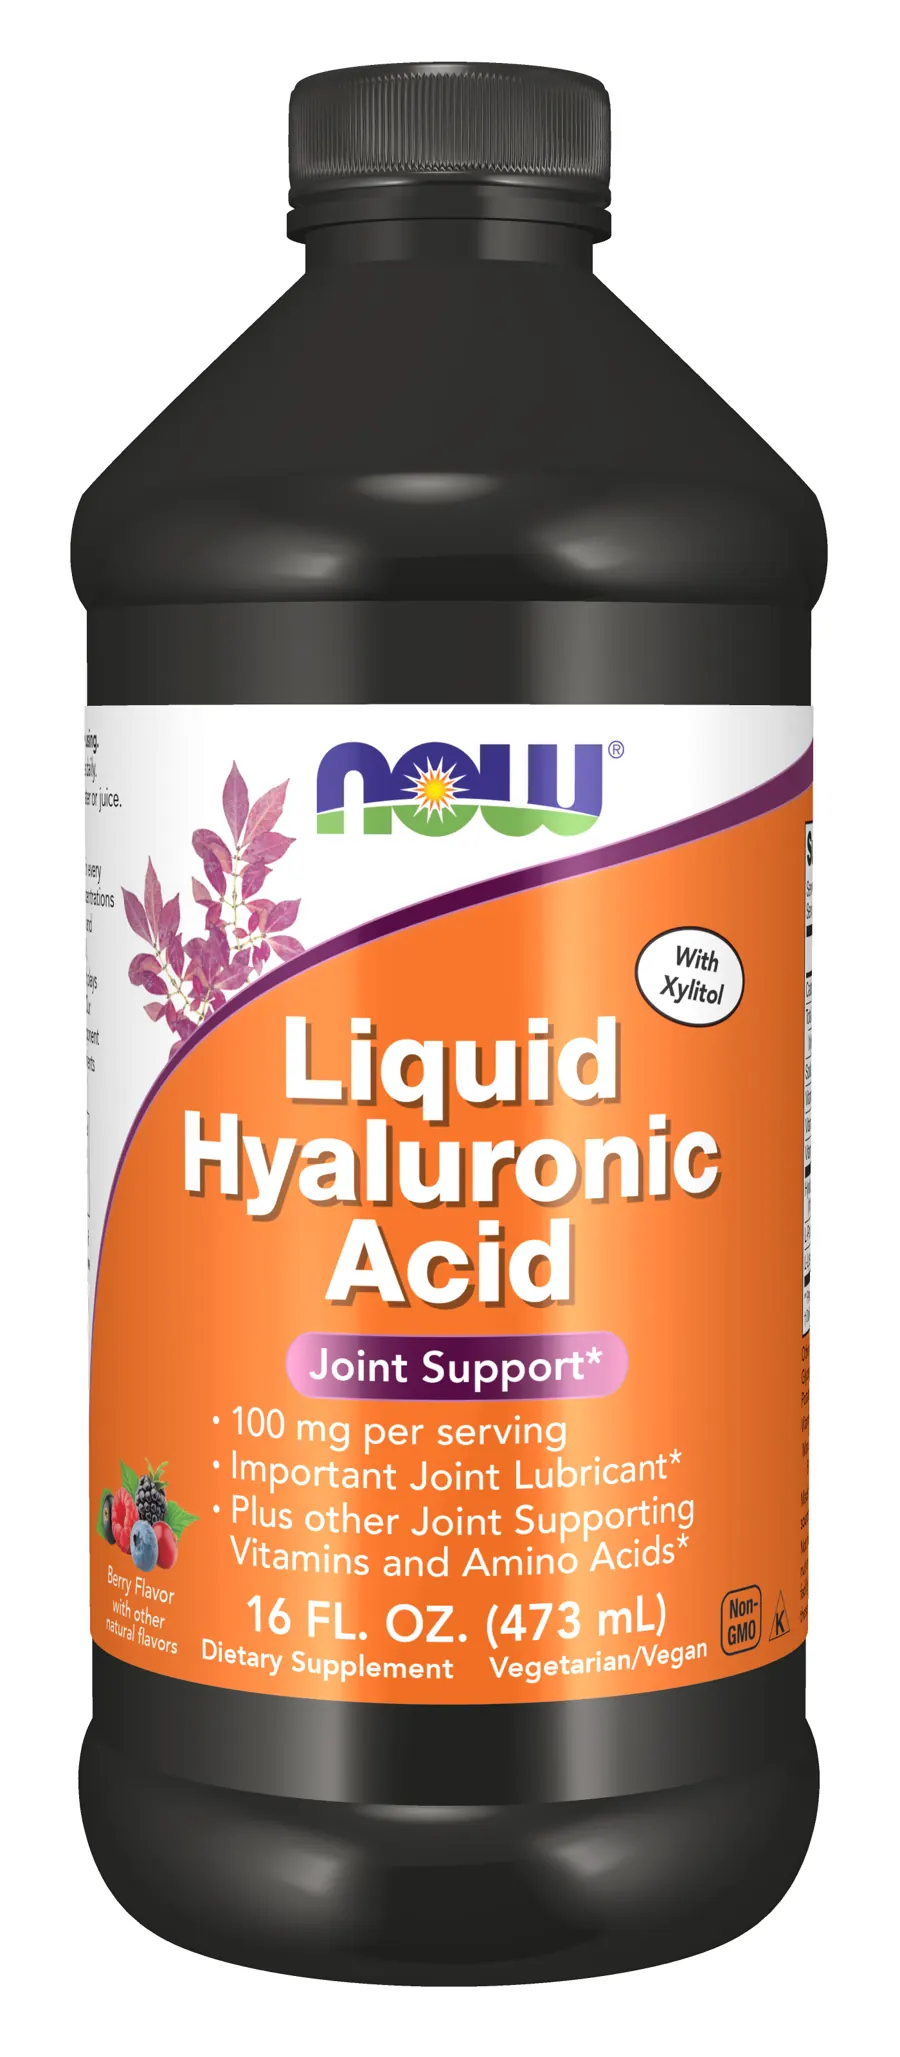 now®
With
Xylitol
Liquid
Hyaluronic
Acid
Joint Support*
• 100 mg per serving
• Important Joint Lubricant*
• Plus other Joint Supporting
Vitamins and Amino Acids*
Berry Flavor
with other
natural flavors
16 FL. OZ. (473 mL)
Dietary Supplement Vegetarian/Vegan
Non-
GMO
K
or juice.
every
and